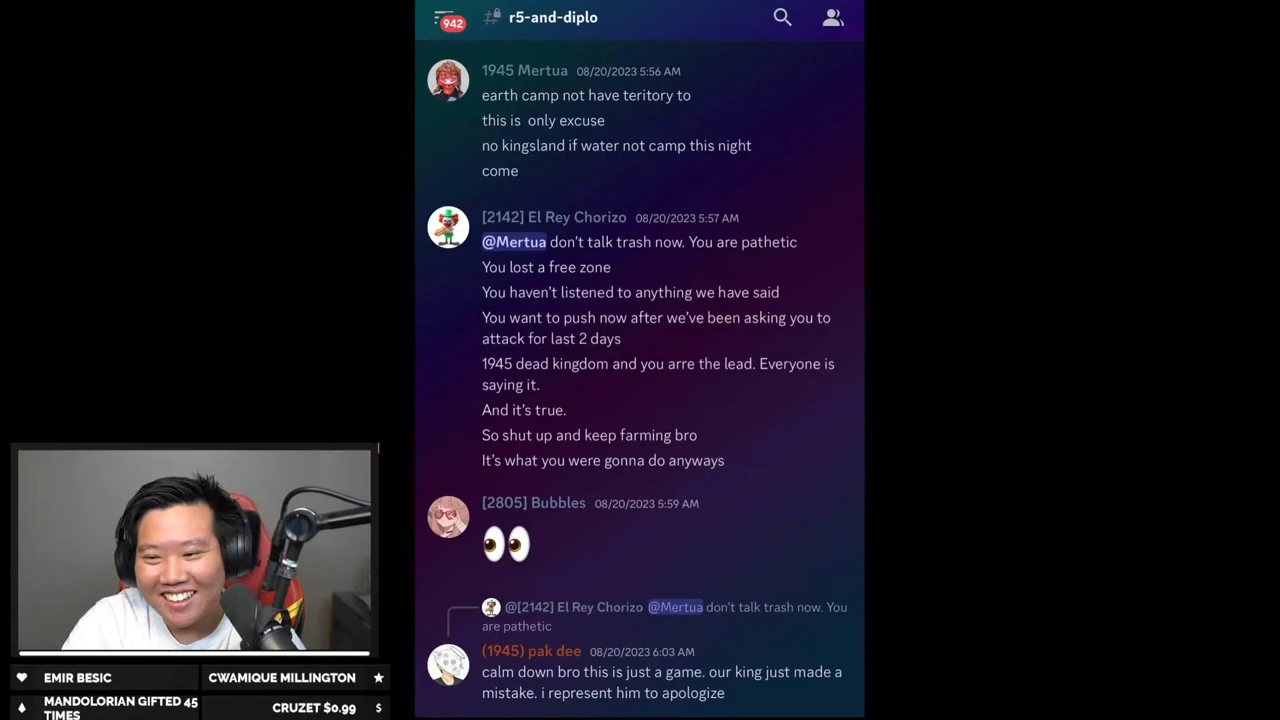 942
r5-and-diplo
1945 Mertua 08/20/2023 5:56 AM
earth camp not have teritory to
this is only excuse
no kingsland if water not camp this night
come
[2142] El Rey Chorizo 08/20/2023 5:57 AM
@Mertua don't talk trash now. You are pathetic
You lost a free zone
You haven't listened to anything we have said
You want to push now after we've been asking you to
attack for last 2 days
1945 dead kingdom and you arre the lead. Everyone is
saying it.
And it's true.
So shut up and keep farming bro
It's what you were gonna do anyways
[2805] Bubbles 08/20/2023 5:59 AM
👀
@[2142] El Rey Chorizo @Mertua don't talk trash now. You
are pathetic
(1945) pak dee 08/20/2023 6:03 AM
calm down bro this is just a game. our king just made a
mistake. i represent him to apologize
EMIR BESIC
CWAMIQUE MILLINGTON
MANDOLORIAN GIFTED 45
TIMES
CRUZET $0.99
$